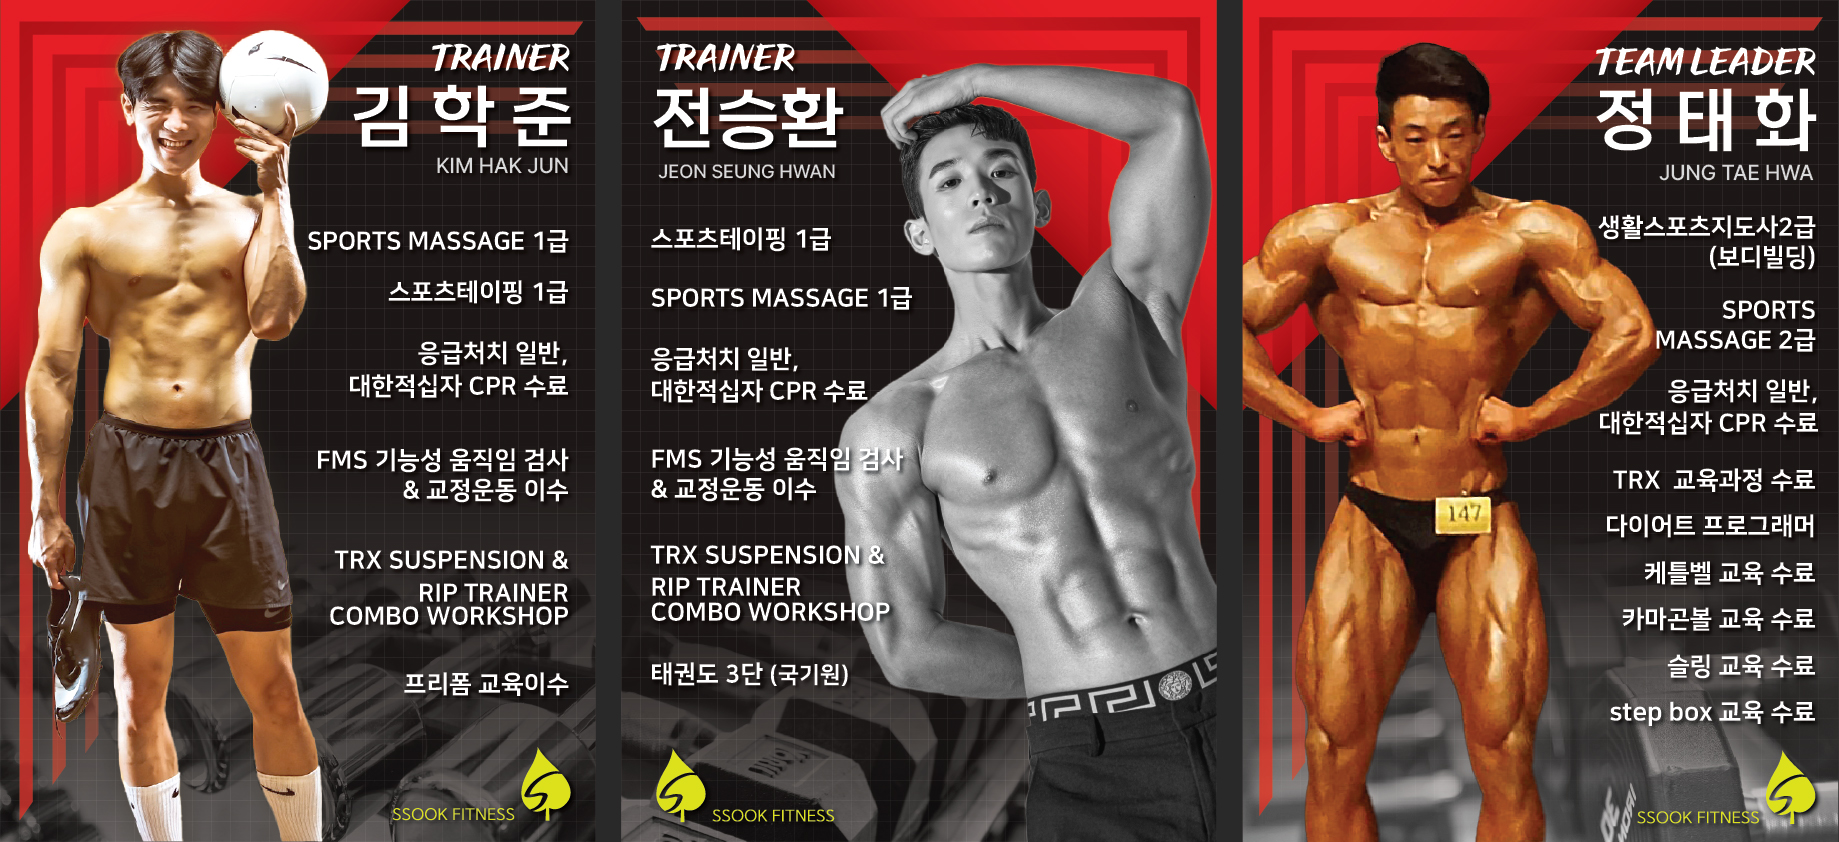 TRAINER
김학준
KIM HAK JUN
SPORTS MASSAGE 1급
스포츠테이핑 1급
응급처치 일반,
대한적십자 CPR 수료
FMS 기능성 움직임 검사
& 교정운동 이수
TRX SUSPENSION &
RIP TRAINER
COMBO WORKSHOP
프리폼 교육이수
SSOOK FITNESS
TRAINER
전승환
JEON SEUNG HWAN
스포츠테이핑 1급
SPORTS MASSAGE 1급
응급처치 일반,
대한적십자 CPR 수료
FMS 기능성 움직임 검사
& 교정운동 이수
TRX SUSPENSION &
RIP TRAINER
COMBO WORKSHOP
태권도 3단 (국기원)
SSOOK FITNESS
TEAM LEADER
정태화
JUNG TAE HWA
생활스포츠지도사2급
(보디빌딩)
SPORTS
MASSAGE 2급
응급처치 일반,
대한적십자 CPR 수료
TRX 교육과정 수료
다이어트 프로그래머
케틀벨 교육 수료
카마곤볼 교육 수료
슬링 교육 수료
step box 교육 수료
147
SSOOK FITNESS